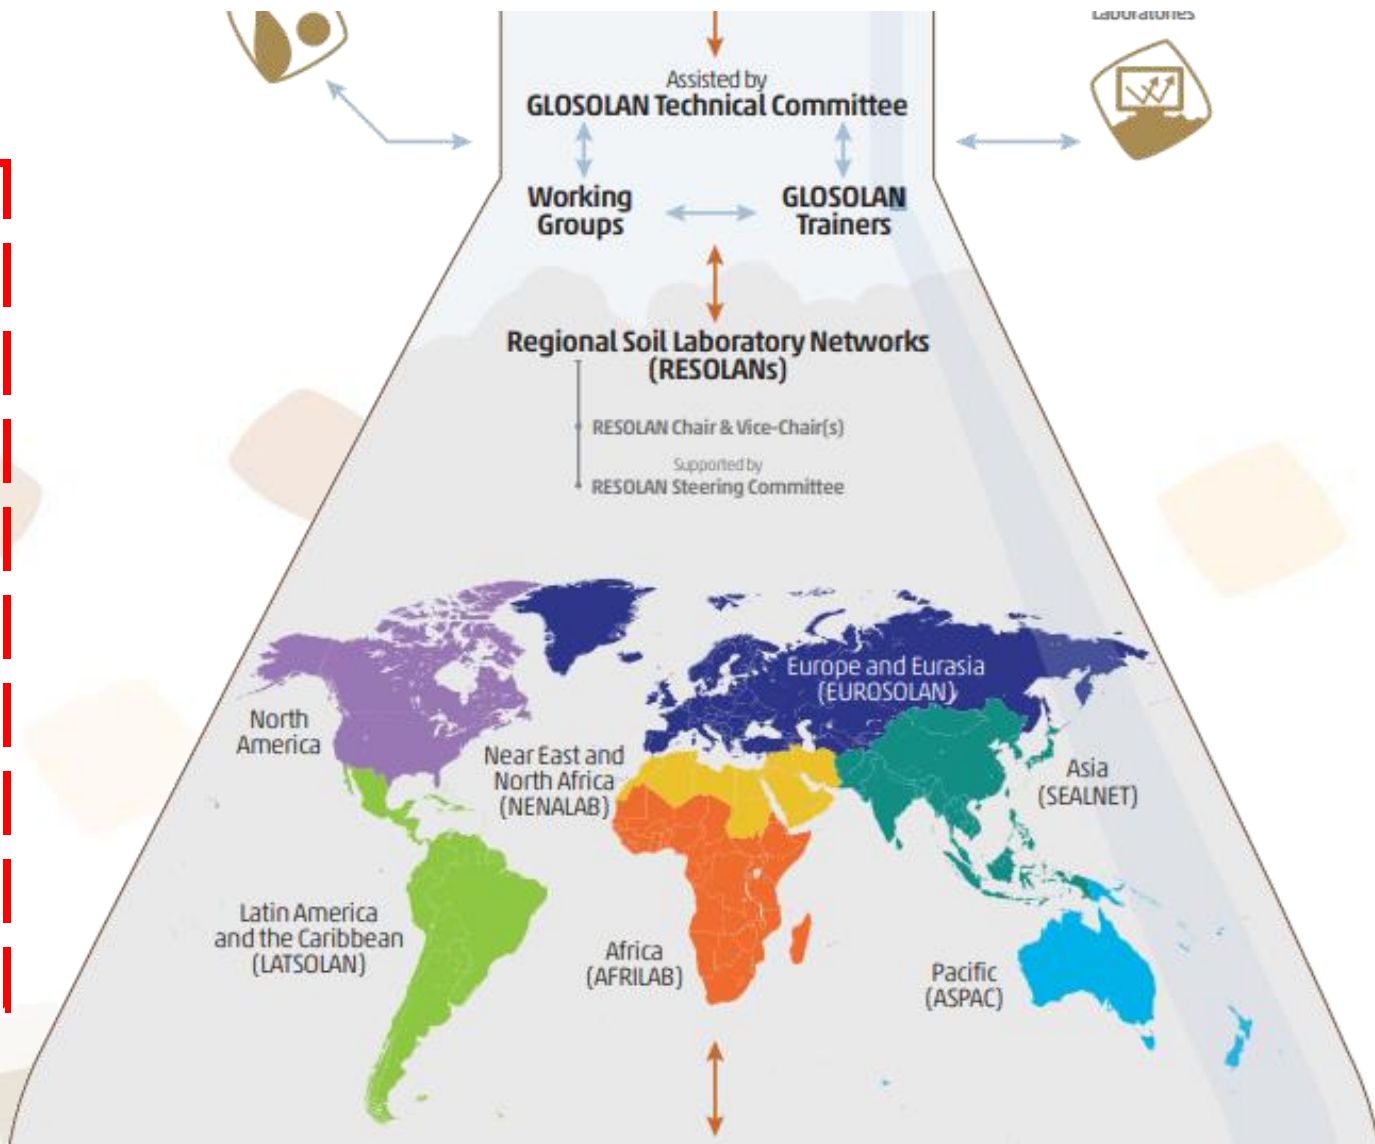 Laboratories
Assisted by
GLOSOLAN Technical Committee
Working
Groups
GLOSOLAN
Trainers
Regional Soil Laboratory Networks
(RESOLANs)
RESOLAN Chair & Vice-Chair(s)
Supported by
RESOLAN Steering Committee
Europe and Eurasia
(EUROSOLAN)
North
America
Near East and
North Africa
(NENALAB)
Asia
(SEALNET)
Latin America
and the Caribbean
(LATSOLAN)
Africa
(AFRILAB)
Pacific
(ASPAC)